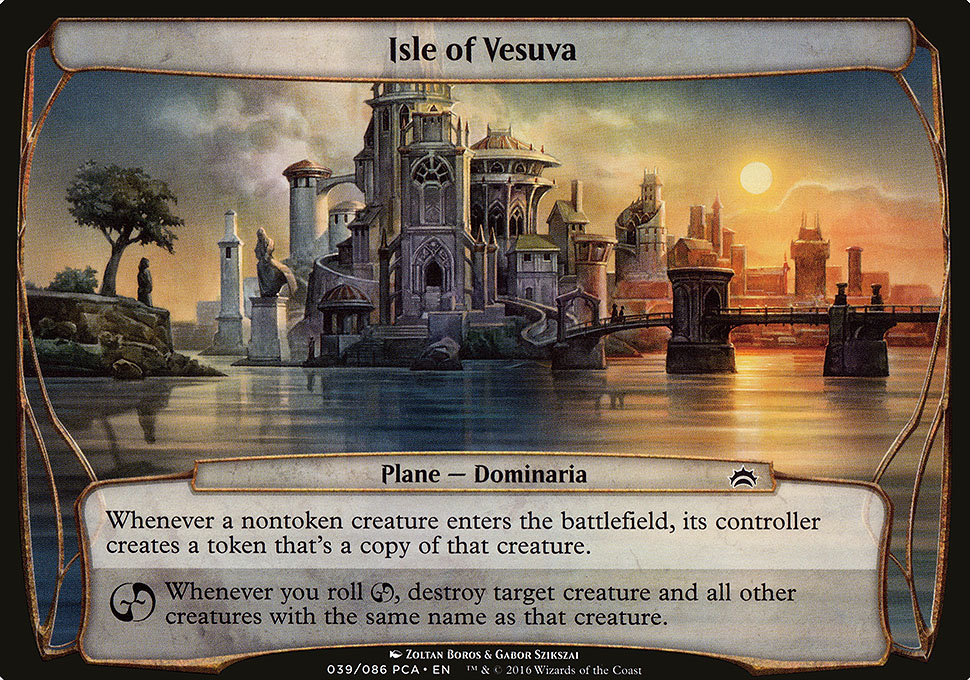 Isle of Vesuva
Plane — Dominaria
Whenever a nontoken creature enters the battlefield, its controller
creates a token that's a copy of that creature.
Whenever you roll , destroy target creature and all other
creatures with the same name as that creature.
Zoltan Boros & Gabor Szikszai
039/086 PCA • EN ™ & © 2016 Wizards of the Coast